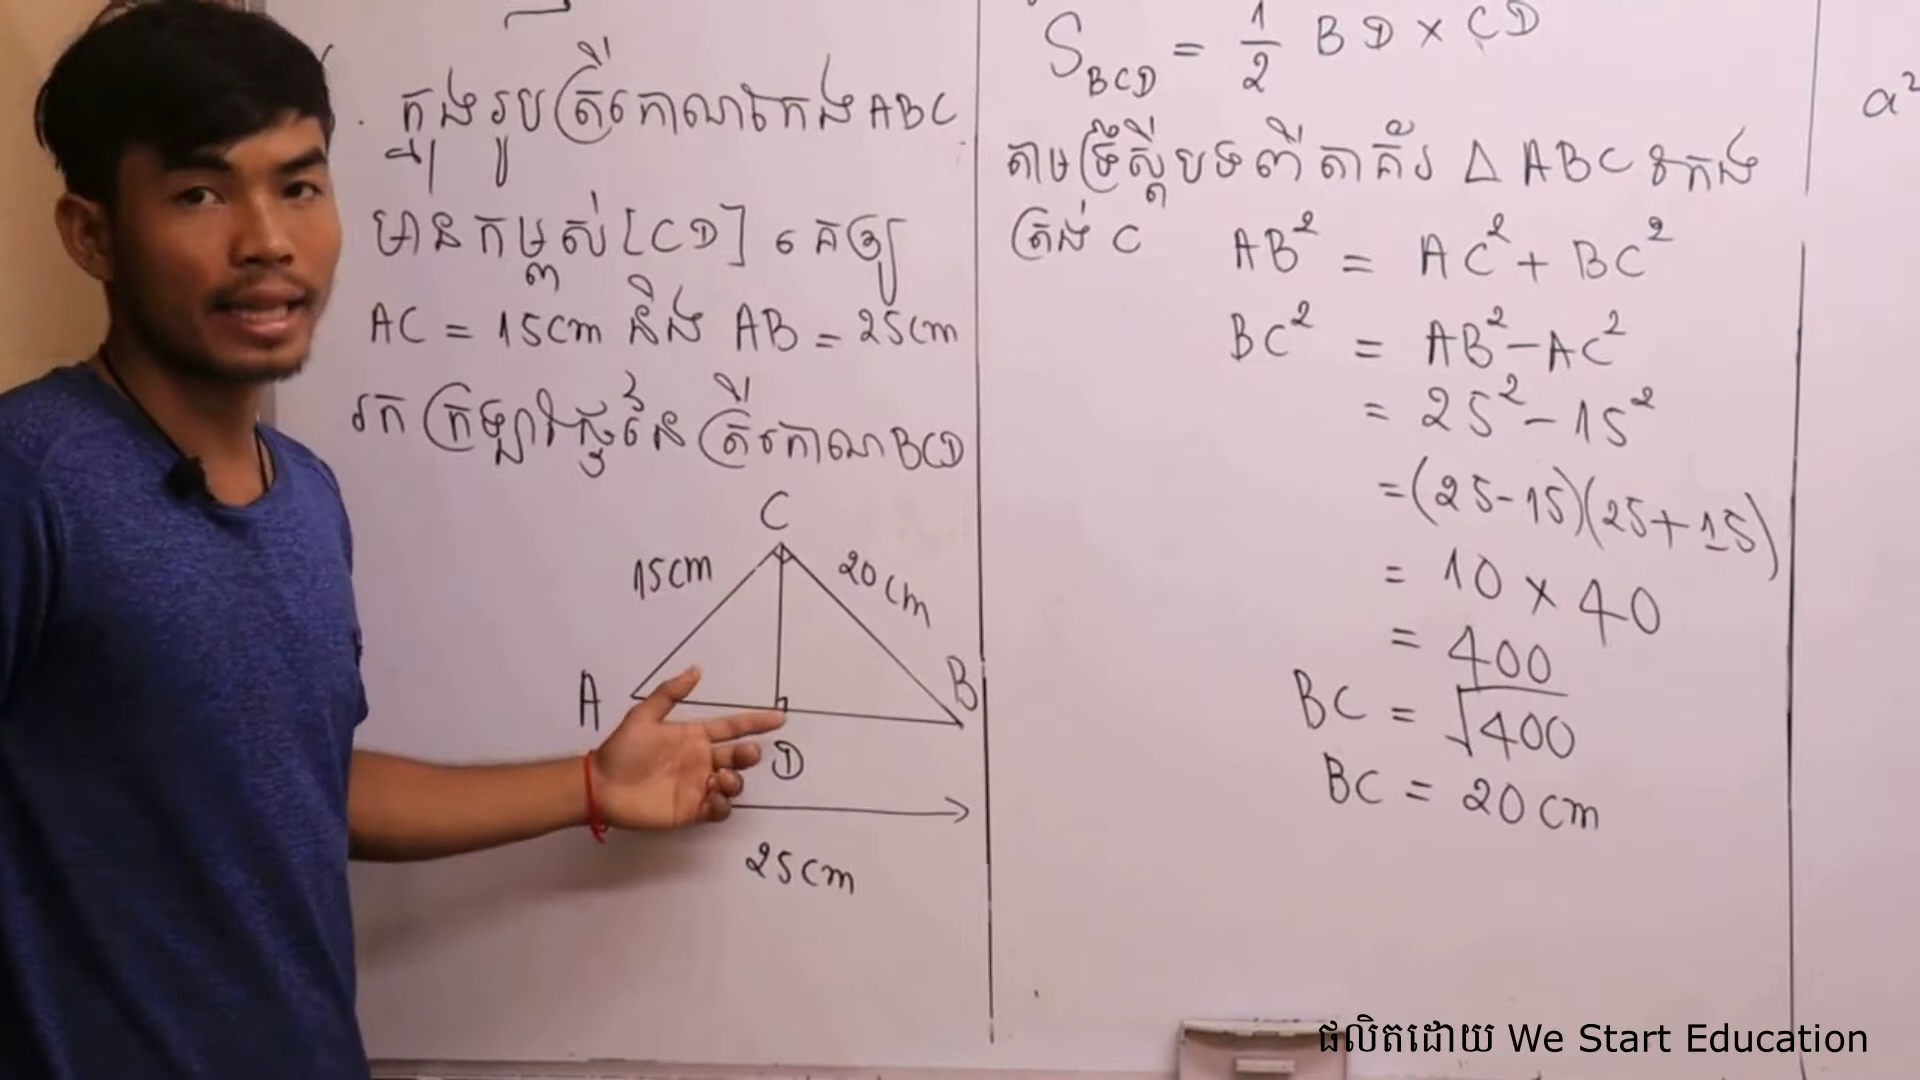 ក្នុងរូបត្រីកោណកែង ABC
មានកម្ពស់ [CD] គេឲ្យ
AC = 15cm និង AB = 25cm
រកក្រឡាផ្ទៃនៃត្រីកោណ BCD
C
15cm
20cm
A
B
D
25cm
S_BCD = 1/2 BD × CD
តាមទ្រឹស្តីបទពីតាគ័រ Δ ABC កែង
ត្រង់ C AB² = AC² + BC²
BC² = AB² - AC²
= 25² - 15²
= (25-15)(25+15)
= 10 × 40
= 400
BC = √400
BC = 20cm
a²
ផលិតដោយ We Start Education